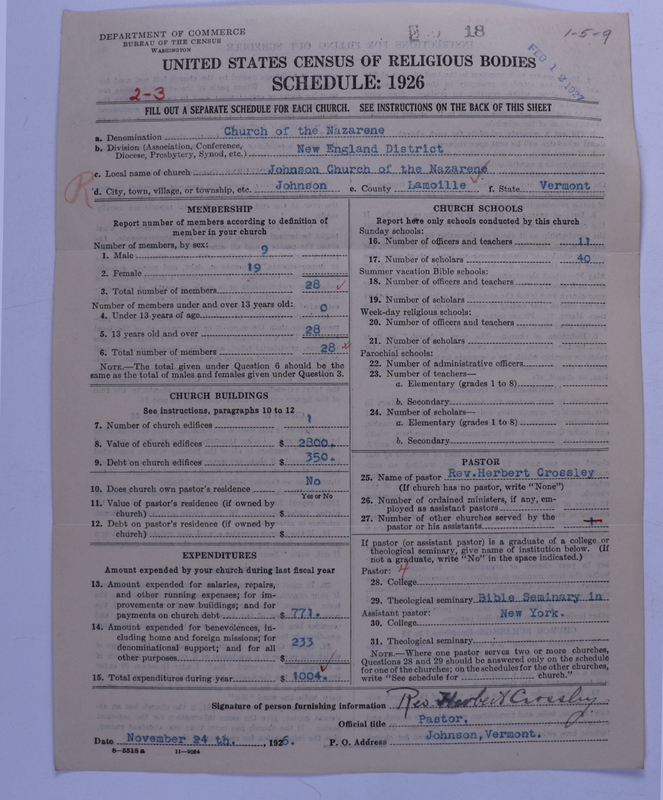 DEPARTMENT OF COMMERCE
BUREAU OF THE CENSUS
WASHINGTON
18
1-5-9
FEB 1 2 1927
UNITED STATES CENSUS OF RELIGIOUS BODIES
SCHEDULE: 1926
2-3
FILL OUT A SEPARATE SCHEDULE FOR EACH CHURCH. SEE INSTRUCTIONS ON THE BACK OF THIS SHEET
a. Denomination Church of the Nazarene
b. Division (Association, Conference, Diocese, Presbytery, Synod, etc.) New England District
c. Local name of church Johnson Church of the Nazarene
R
d. City, town, village, or township, etc. Johnson e. County Lamoille f. State Vermont
MEMBERSHIP
Report number of members according to definition of
member in your church
Number of members, by sex:
1. Male 9
2. Female 19
3. Total number of members 28
Number of members under and over 13 years old:
4. Under 13 years of age 0
5. 13 years old and over 28
6. Total number of members 28
NOTE.—The total given under Question 6 should be
same as the total of males and females given under Question 3.
CHURCH BUILDINGS
See instructions, paragraphs 10 to 12
7. Number of church edifices 1
8. Value of church edifices $ 2800.
9. Debt on church edifices $ 350.
10. Does church own pastor's residence No
Yes or No
11. Value of pastor's residence (if owned by
church) $
12. Debt on pastor's residence (if owned by
church) $
EXPENDITURES
Amount expended by your church during last fiscal year
13. Amount expended for salaries, repairs,
and other running expenses; for im-
provements or new buildings; and for
payments on church debt $ 771.
14. Amount expended for benevolences, in-
cluding home and foreign missions; for
denominational support; and for all
other purposes $ 233
15. Total expenditures during year $ 1004.
CHURCH SCHOOLS
Report here only schools conducted by this church
Sunday schools:
16. Number of officers and teachers 11
17. Number of scholars 40
Summer vacation Bible schools:
18. Number of officers and teachers
19. Number of scholars
Week-day religious schools:
20. Number of officers and teachers
21. Number of scholars
Parochial schools:
22. Number of administrative officers
23. Number of teachers—
a. Elementary (grades 1 to 8)
b. Secondary
24. Number of scholars—
a. Elementary (grades 1 to 8)
b. Secondary
PASTOR
25. Name of pastor Rev.Herbert Crossley
(If church has no pastor, write "None")
26. Number of ordained ministers, if any, em-
ployed as assistant pastors
27. Number of other churches served by the
pastor or his assistants
If pastor (or assistant pastor) is a graduate of a college or
theological seminary, give name of institution below. (If
not a graduate, write "No" in the space indicated.)
Pastor: 4
28. College
29. Theological seminary Bible Seminary in
Assistant pastor: New York.
30. College
31. Theological seminary
NOTE.—Where one pastor serves two or more churches,
Questions 28 and 29 should be answered only on the schedule
for one of the churches; on the schedules for the other churches,
write "See schedule for church."
Signature of person furnishing information Rev. Herbert Crossley
Official title Pastor,
Date November 24 th. , 1926. P. O. Address Johnson,Vermont.
8-5518a 11-9024